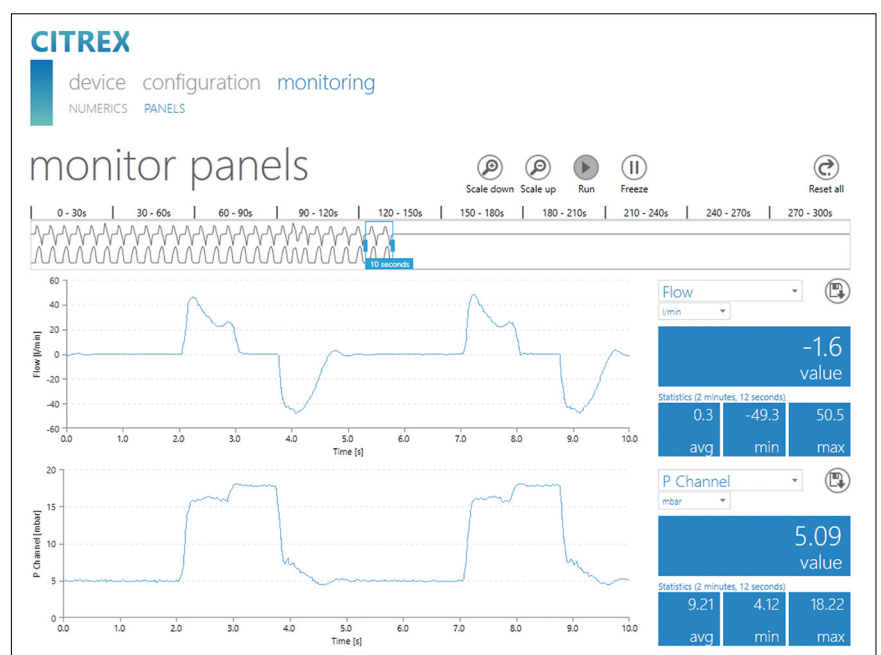 CITREX
device configuration monitoring
NUMERICS PANELS
monitor panels
Scale down Scale up Run Freeze Reset all
0 - 30s 30 - 60s 60 - 90s 90 - 120s 120 - 150s 150 - 180s 180 - 210s 210 - 240s 240 - 270s 270 - 300s
10 seconds
Flow [l/min]
60
40
20
0
-20
-40
-60
0.0 1.0 2.0 3.0 4.0 5.0 6.0 7.0 8.0 9.0 10.0
Time [s]
Flow
l/min
-1.6
value
Statistics (2 minutes, 12 seconds)
0.3 -49.3 50.5
avg min max
P Channel [mbar]
20
15
10
5
0
0.0 1.0 2.0 3.0 4.0 5.0 6.0 7.0 8.0 9.0 10.0
Time [s]
P Channel
mbar
5.09
value
Statistics (2 minutes, 12 seconds)
9.21 4.12 18.22
avg min max